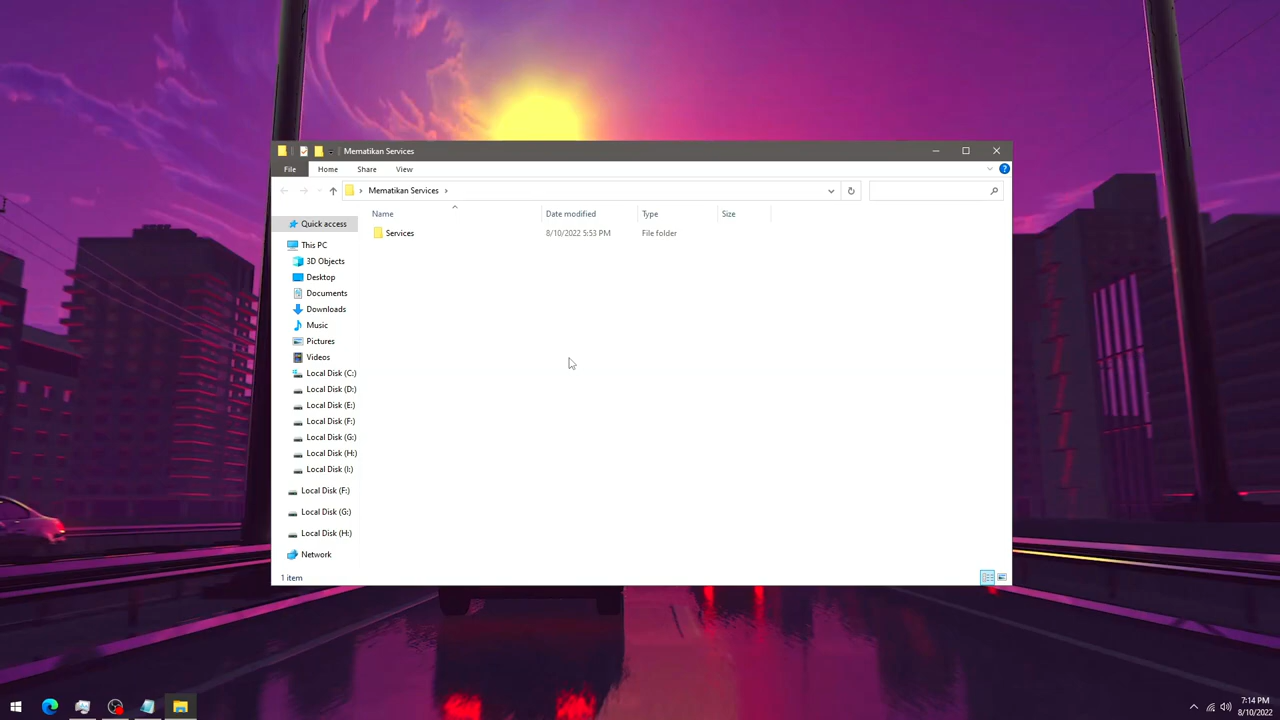 Mematikan Services
File Home Share View
Mematikan Services
Name Date modified Type Size
Services 8/10/2022 5:53 PM File folder
Quick access
This PC
3D Objects
Desktop
Documents
Downloads
Music
Pictures
Videos
Local Disk (C:)
Local Disk (D:)
Local Disk (E:)
Local Disk (F:)
Local Disk (G:)
Local Disk (H:)
Local Disk (I:)
Local Disk (F:)
Local Disk (G:)
Local Disk (H:)
Network
1 item
7:14 PM
8/10/2022